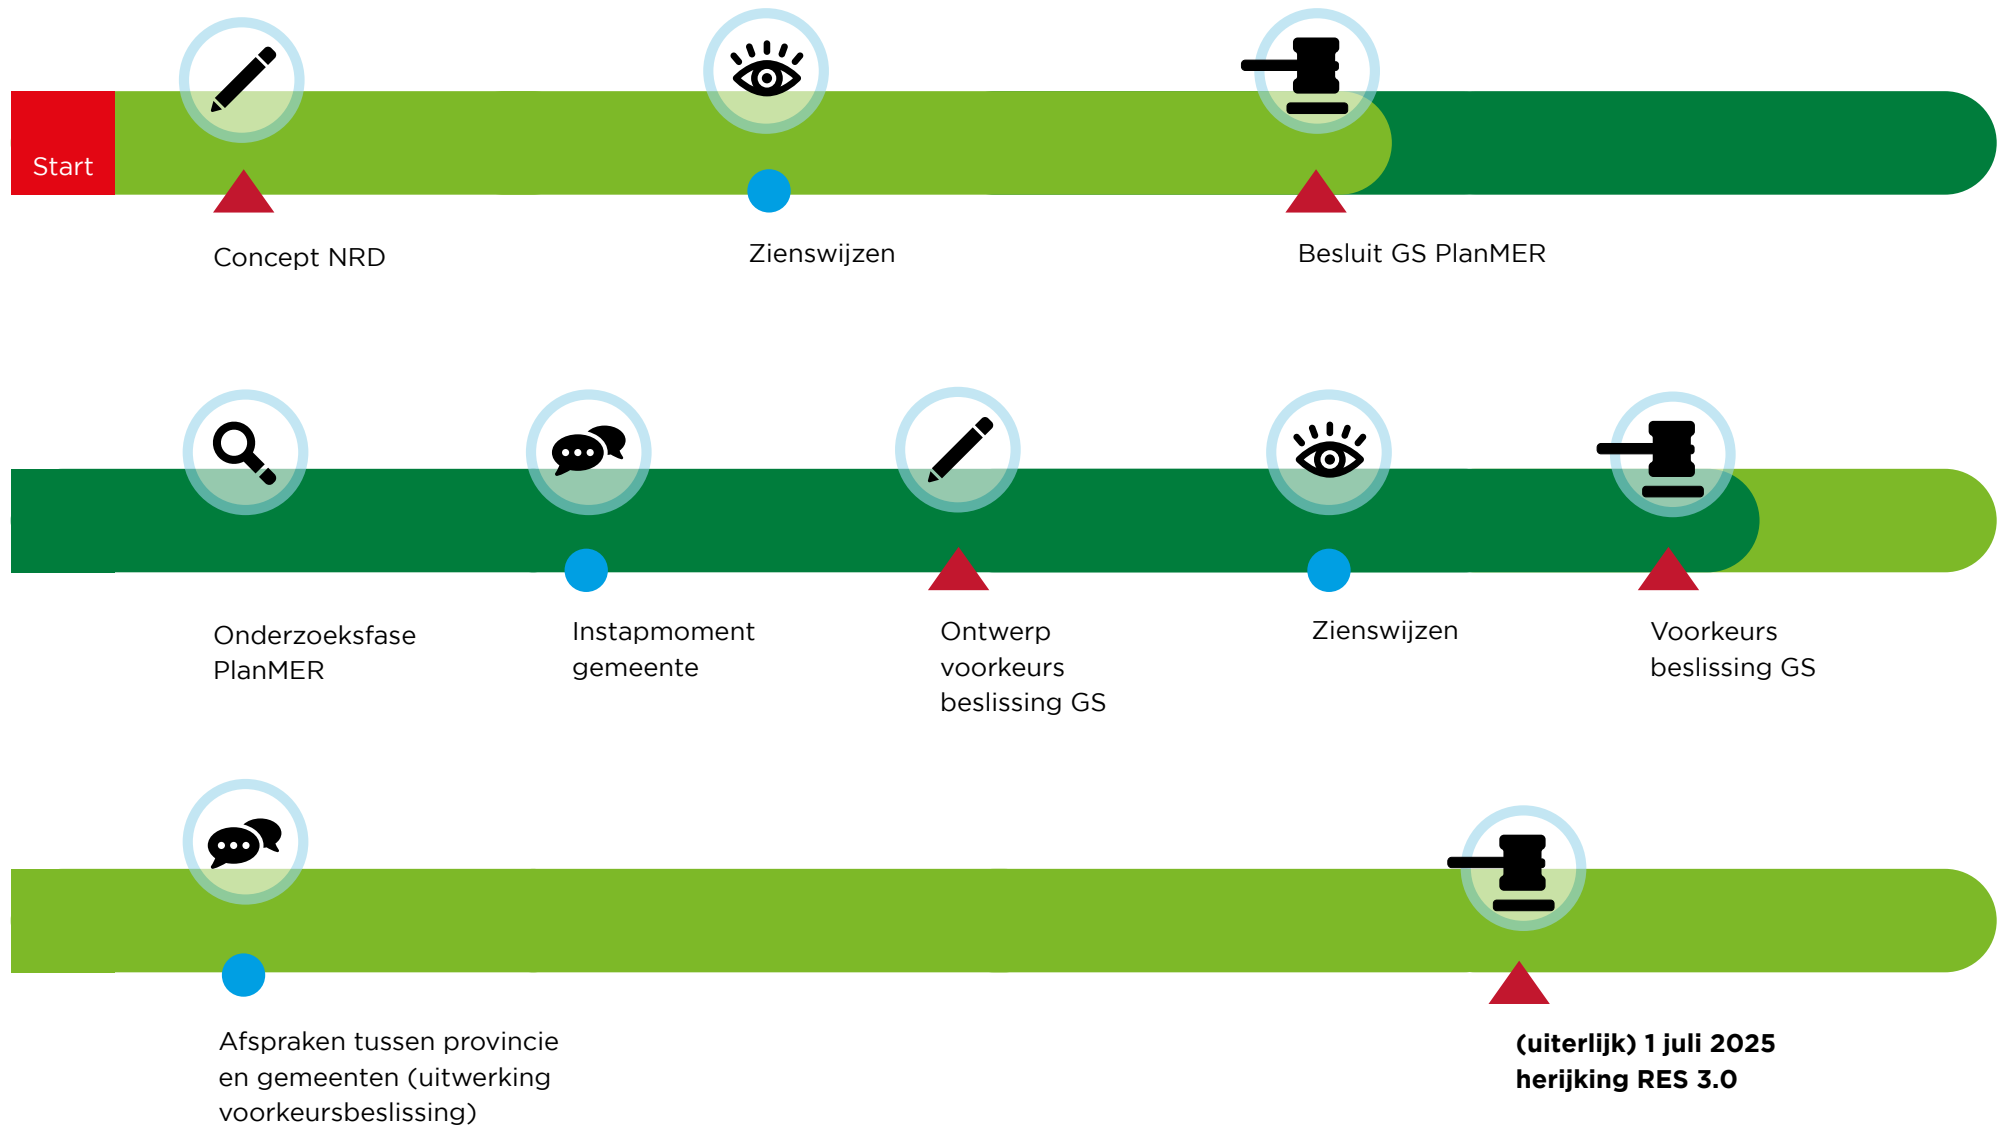 Start
Concept NRD
Zienswijzen
Besluit GS PlanMER
Onderzoeksfase
PlanMER
Instapmoment
gemeente
Ontwerp
voorkeurs
beslissing GS
Zienswijzen
Voorkeurs
beslissing GS
Afspraken tussen provincie
en gemeenten (uitwerking
voorkeursbeslissing)
(uiterlijk) 1 juli 2025
herijking RES 3.0